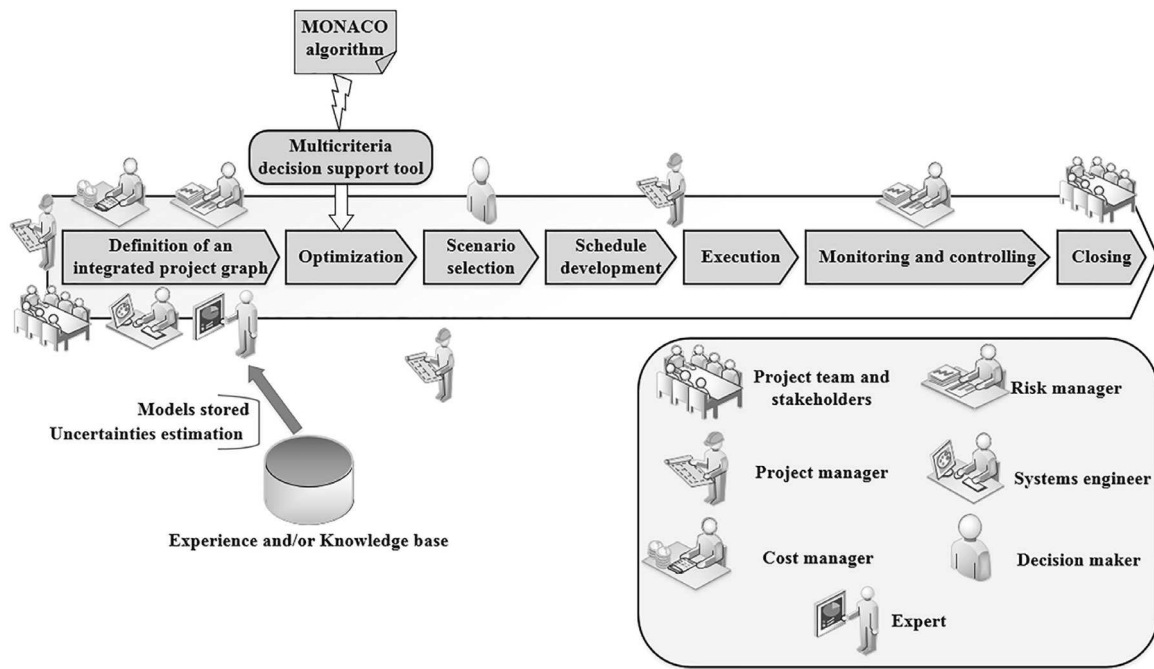 MONACO
algorithm
Multicriteria
decision support tool
Definition of an
integrated project graph
Optimization
Scenario
selection
Schedule
development
Execution
Monitoring and controlling
Closing
Models stored
Uncertainties estimation
Experience and/or Knowledge base
Project team and
stakeholders
Risk manager
Project manager
Systems engineer
Cost manager
Decision maker
Expert